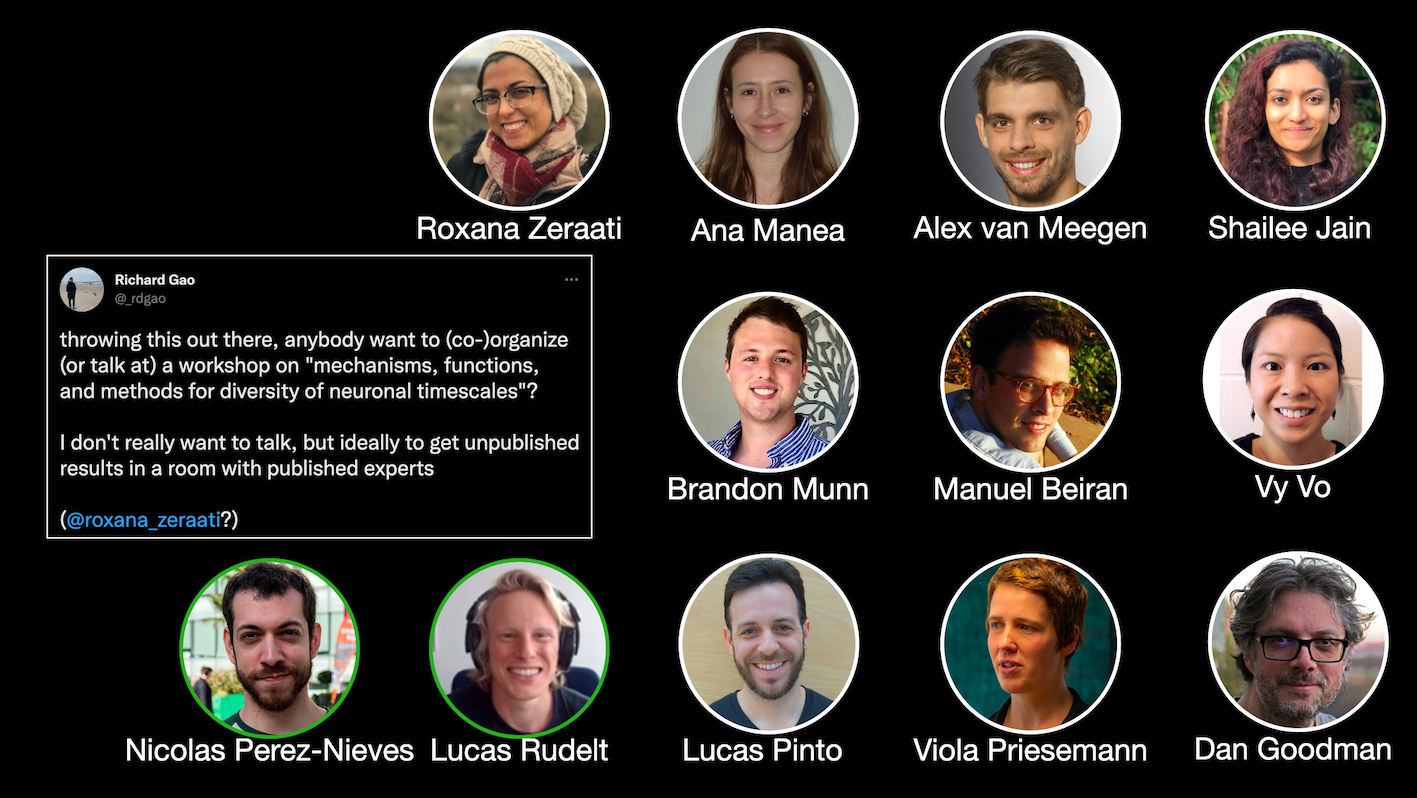 Roxana Zeraati
Ana Manea
Alex van Meegen
Shailee Jain
Richard Gao
@_rdgao
throwing this out there, anybody want to (co-)organize
(or talk at) a workshop on "mechanisms, functions,
and methods for diversity of neuronal timescales"?
I don't really want to talk, but ideally to get unpublished
results in a room with published experts
(@roxana_zeraati?)
Brandon Munn
Manuel Beiran
Vy Vo
Nicolas Perez-Nieves
Lucas Rudelt
Lucas Pinto
Viola Priesemann
Dan Goodman